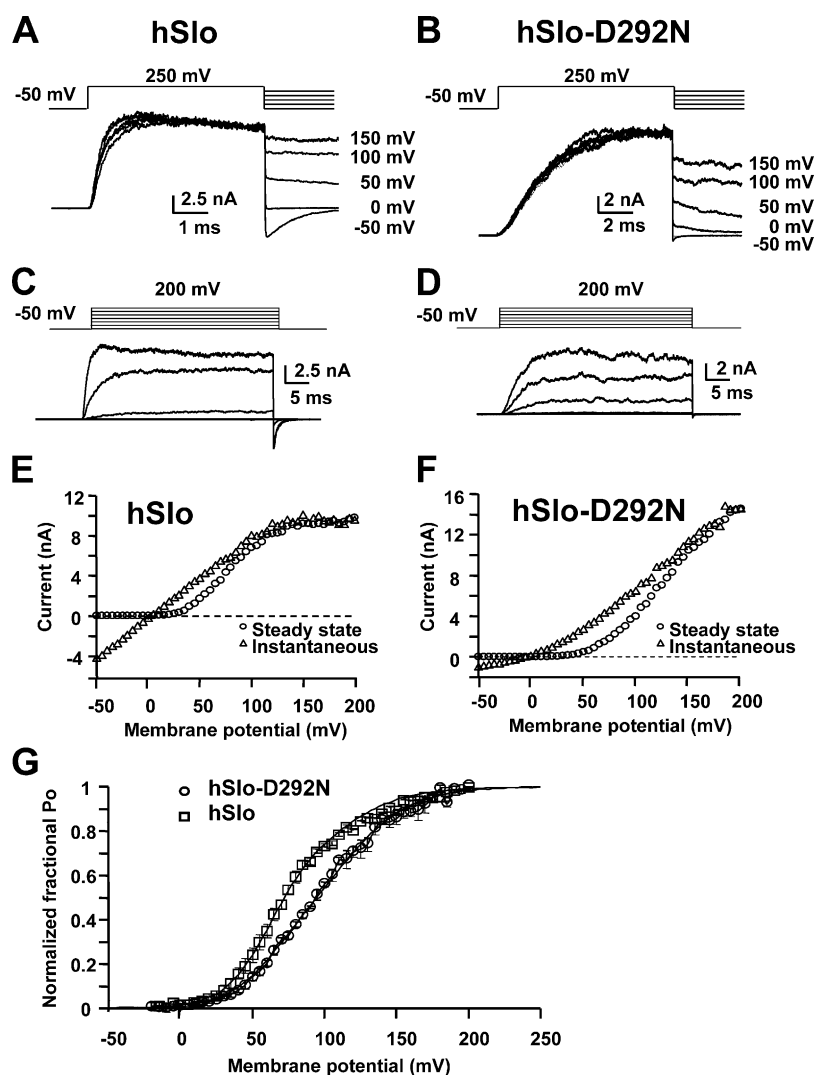 A hSlo
250 mV
-50 mV
150 mV
100 mV
50 mV
0 mV
-50 mV
2.5 nA
1 ms
B hSlo-D292N
250 mV
-50 mV
150 mV
100 mV
50 mV
0 mV
-50 mV
2 nA
2 ms
C
200 mV
-50 mV
2.5 nA
5 ms
D
200 mV
-50 mV
2 nA
5 ms
E
hSlo
Current (nA)
12
8
4
0
-4
Steady state
Instantaneous
-50 0 50 100 150 200
Membrane potential (mV)
F
hSlo-D292N
Current (nA)
16
12
8
4
0
Steady state
Instantaneous
-50 0 50 100 150 200
Membrane potential (mV)
G
hSlo-D292N
hSlo
Normalized fractional Po
1
0.8
0.6
0.4
0.2
0
-50 0 50 100 150 200 250
Membrane potential (mV)